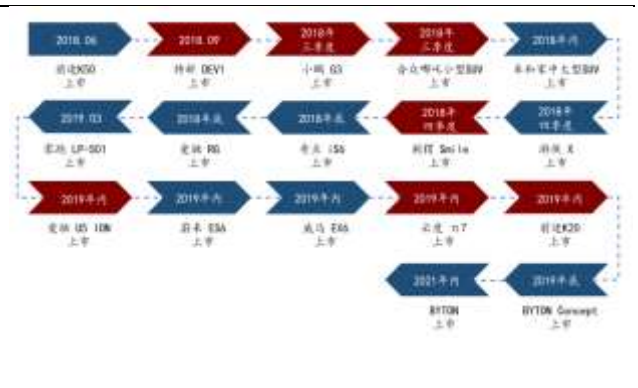 2018.06
前途K50
上市
2018.09
DEV1
上市
2018年
三季度
小鹏 G3
上市
2018年
三季度
合众哪吒小型SUV
上市
2018年内
车和家中大型SUV
上市
2019.03
零跑 LP-S01
上市
2018年底
爱驰 RG
上市
2018年底
奇点 iS6
上市
2018年
四季度
Smile
上市
2018年
四季度
游侠 X
上市
2019年内
爱驰 U5 ION
上市
2019年内
蔚来 ES6
上市
2019年内
威马 EX6
上市
2019年内
云度 π7
上市
2019年内
前途K20
上市
2021年内
BYTON
上市
2019年底
BYTON Concept
上市